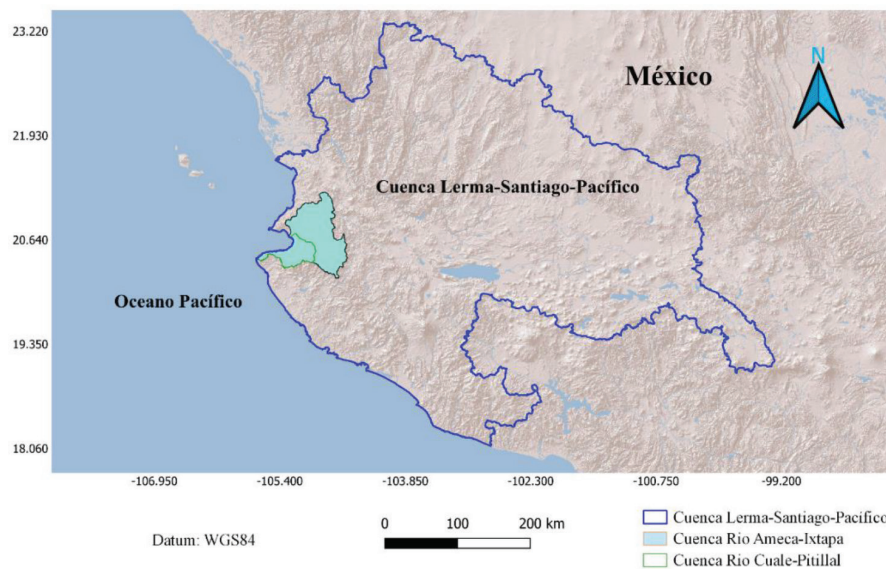 23.220
21.930
20.640
19.350
18.060
N
México
Cuenca Lerma-Santiago-Pacífico
Oceano Pacífico
-106.950
-105.400
-103.850
-102.300
-100.750
-99.200
Datum: WGS84
0
100
200 km
Cuenca Lerma-Santiago-Pacífico
Cuenca Rio Ameca-Ixtapa
Cuenca Rio Cuale-Pitillal